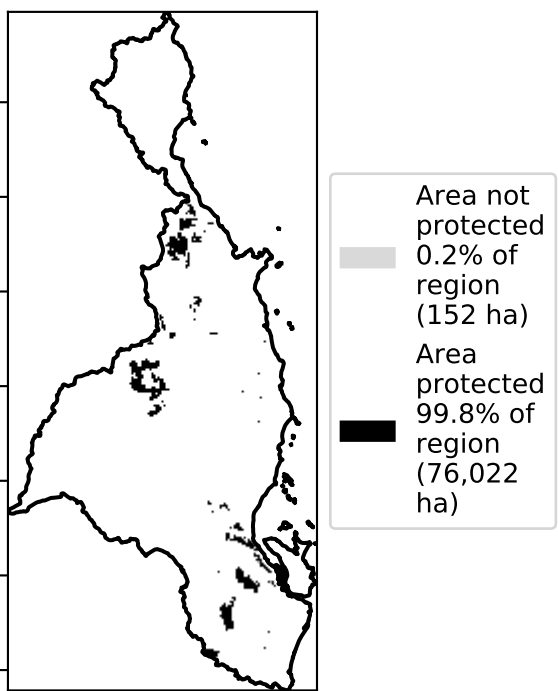 Area not
protected
0.2% of
region
(152 ha)
Area
protected
99.8% of
region
(76,022
ha)